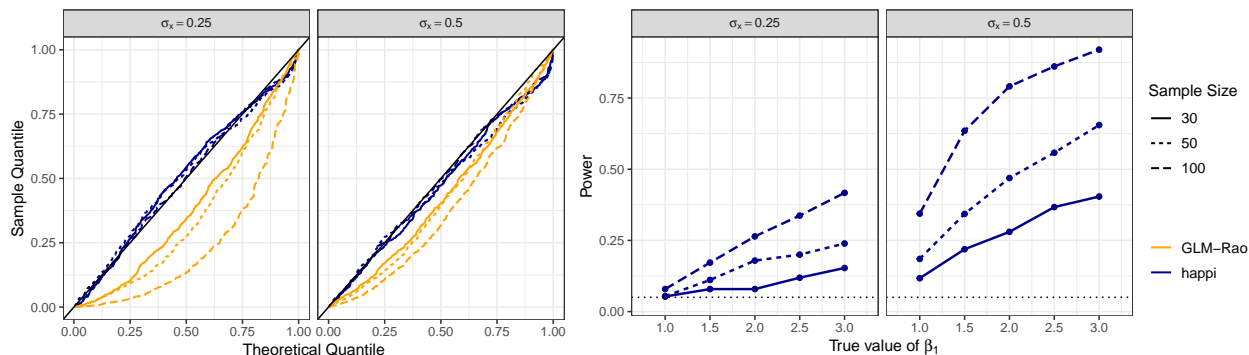 σx = 0.25
σx = 0.5
Sample Quantile
1.00
0.75
0.50
0.25
0.00
0.00 0.25 0.50 0.75 1.00
0.00 0.25 0.50 0.75 1.00
Theoretical Quantile
σx = 0.25
σx = 0.5
Power
0.75
0.50
0.25
0.00
1.0 1.5 2.0 2.5 3.0
1.0 1.5 2.0 2.5 3.0
True value of β1
Sample Size
30
50
100
GLM−Rao
happi